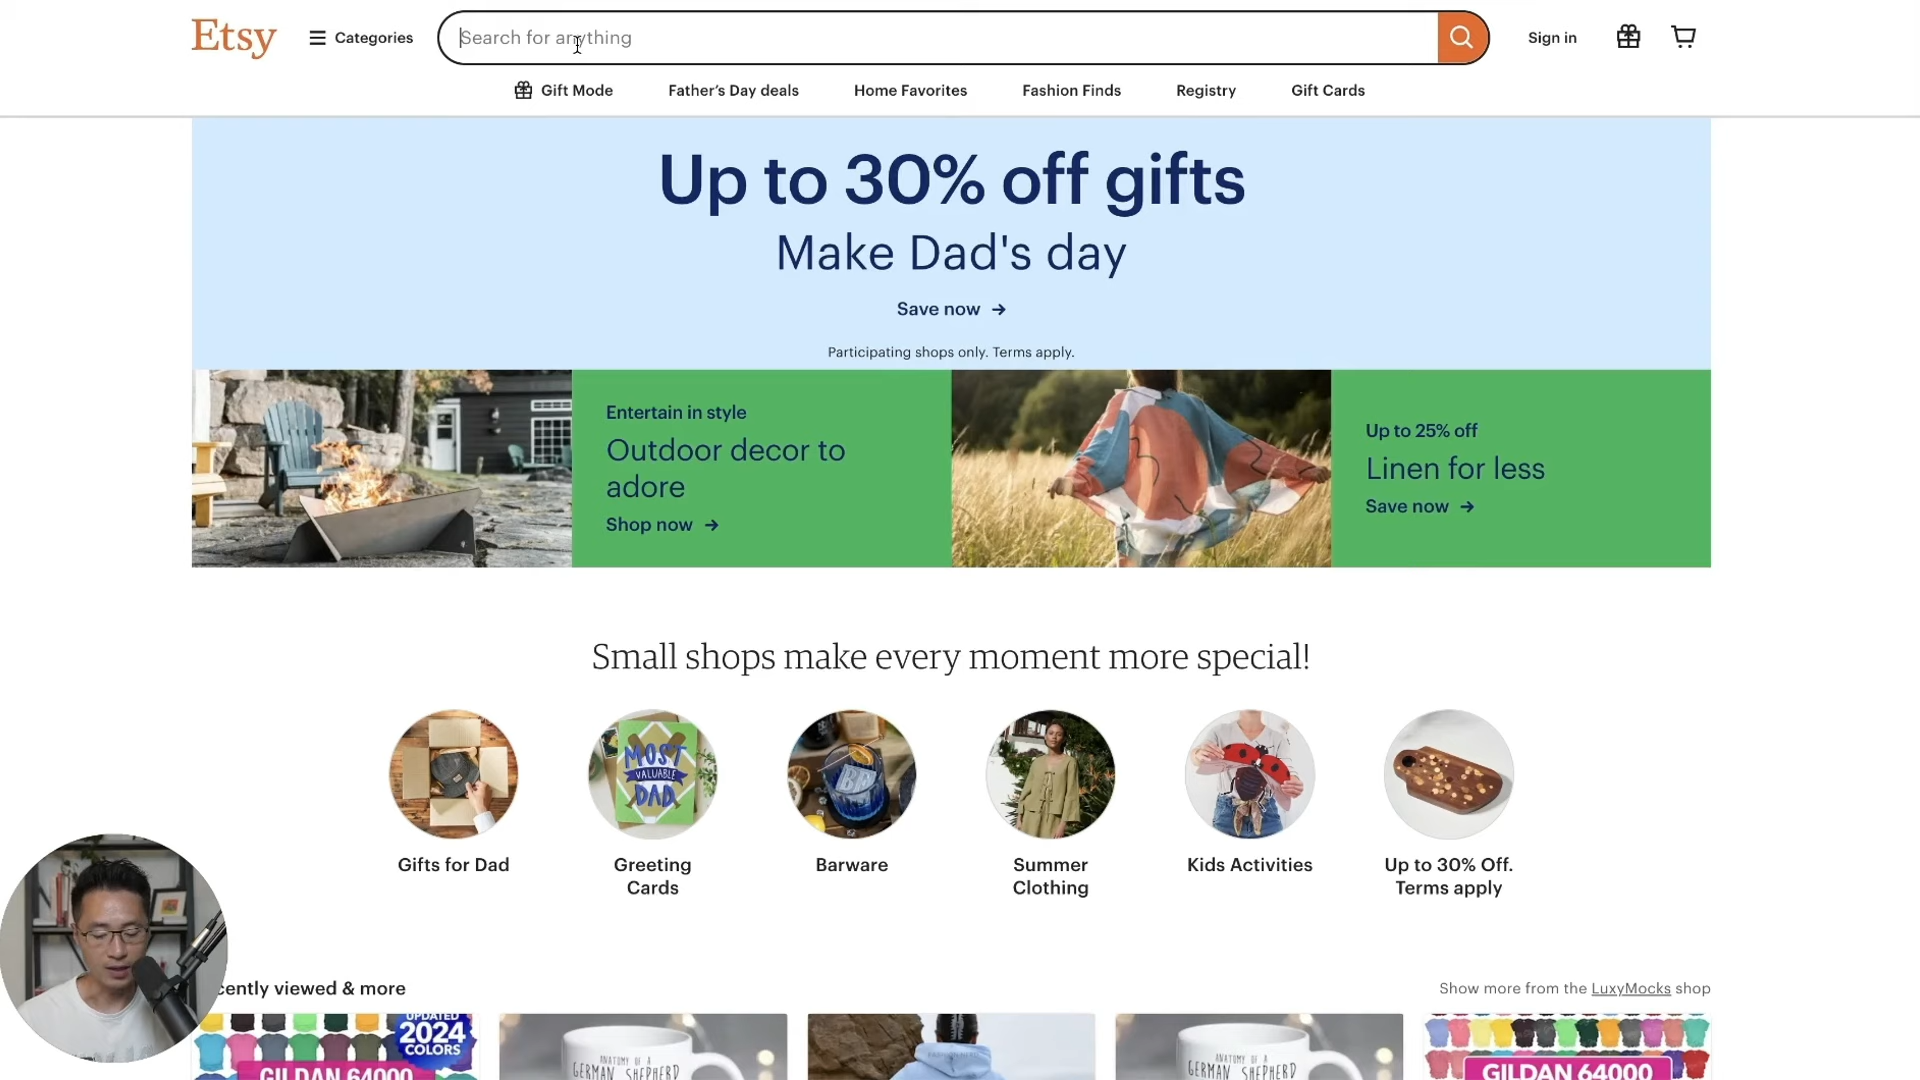 Etsy
Categories
Search for anything
Sign in
Gift Mode
Father's Day deals
Home Favorites
Fashion Finds
Registry
Gift Cards
Up to 30% off gifts
Make Dad's day
Save now →
Participating shops only. Terms apply.
Entertain in style
Outdoor decor to
adore
Shop now →
Up to 25% off
Linen for less
Save now →
Small shops make every moment more special!
MOST
VALUABLE
DAD
Gifts for Dad
Greeting
Cards
Barware
Summer
Clothing
Kids Activities
Up to 30% Off.
Terms apply
cently viewed & more
Show more from the LuxyMocks shop
UPDATED
2024
COLORS
GILDAN 64000
ANATOMY OF A
GERMAN SHEPHERD
ANATOMY OF A
GERMAN SHEPHERD
GILDAN 64000